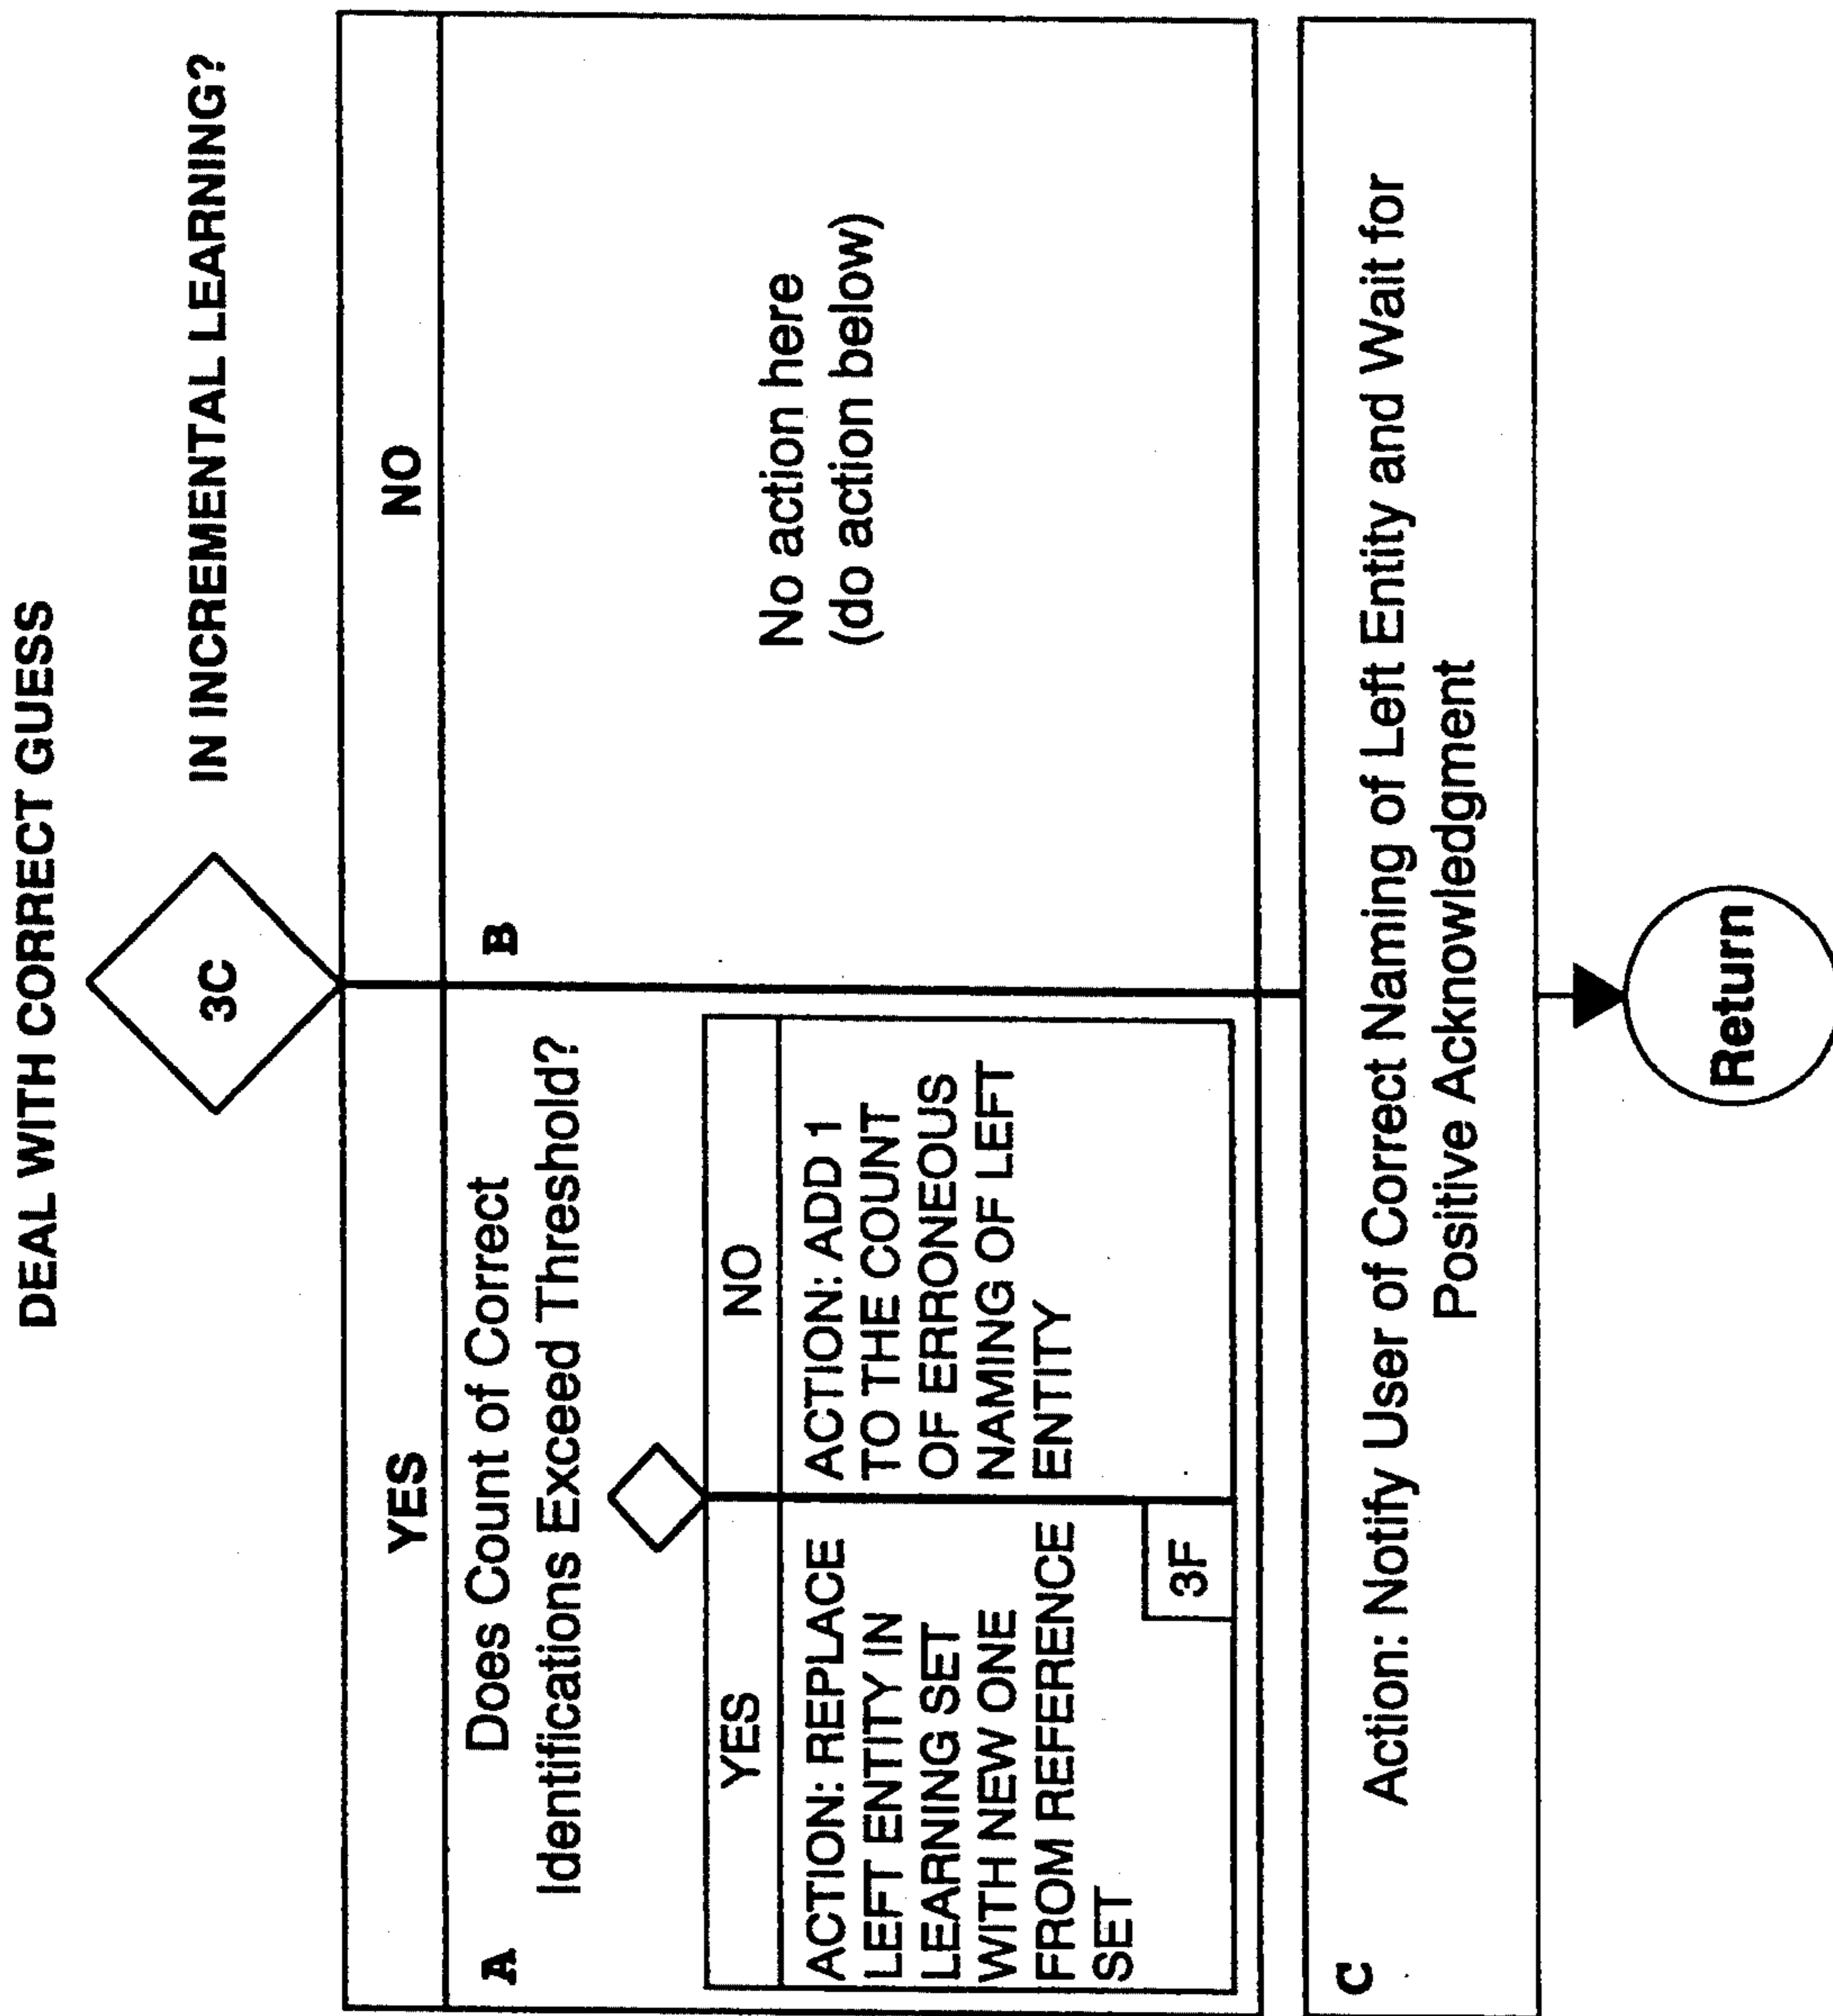 DEAL WITH CORRECT GUESS
3C
IN INCREMENTAL LEARNING?
YES
NO
A
Does Count of Correct
Identifications Exceed Threshold?
YES
NO
ACTION: REPLACE
LEFT ENTITY IN
LEARNING SET
WITH NEW ONE
FROM REFERENCE
SET
3F
ACTION: ADD 1
TO THE COUNT
OF ERRONEOUS
NAMING OF LEFT
ENTITY
B
No action here
(do action below)
C
Action: Notify User of Correct Naming of Left Entity and Wait for
Positive Acknowledgment
Return